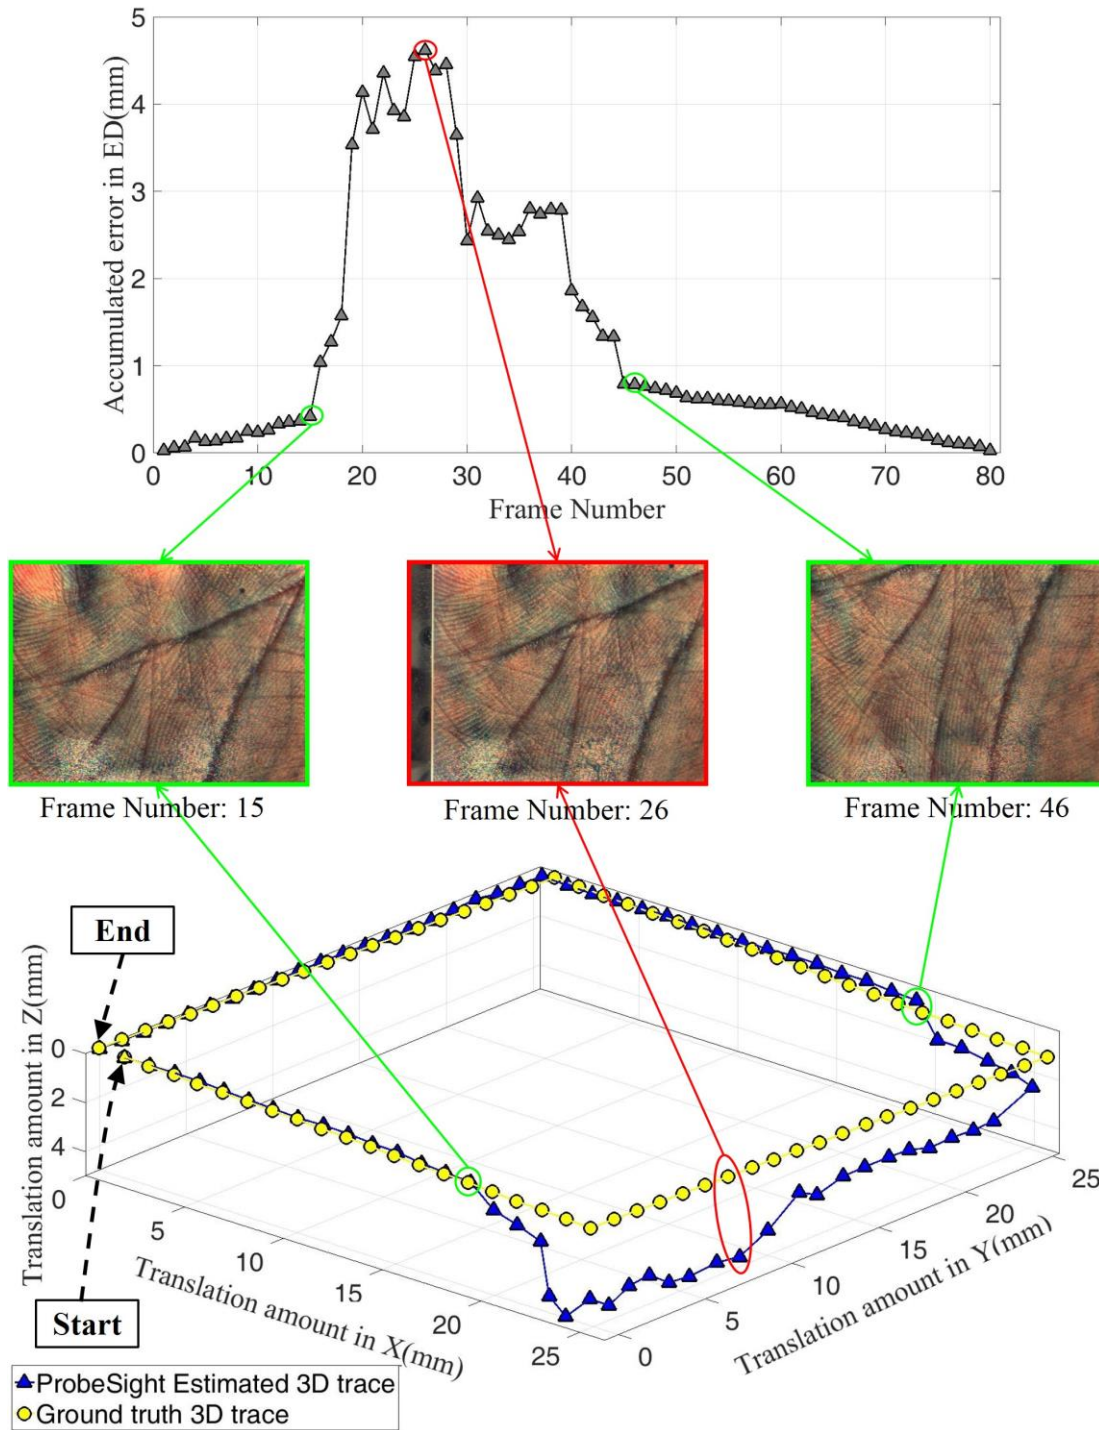 5
4
3
2
1
0
Accumulated error in ED(mm)
0 10 20 30 40 50 60 70 80
Frame Number
Frame Number: 15
Frame Number: 26
Frame Number: 46
End
Translation amount in Z(mm)
0
2
4
Start
0 5 10 15 20 25
Translation amount in X(mm)
0 5 10 15 20 25
Translation amount in Y(mm)
ProbeSight Estimated 3D trace
Ground truth 3D trace